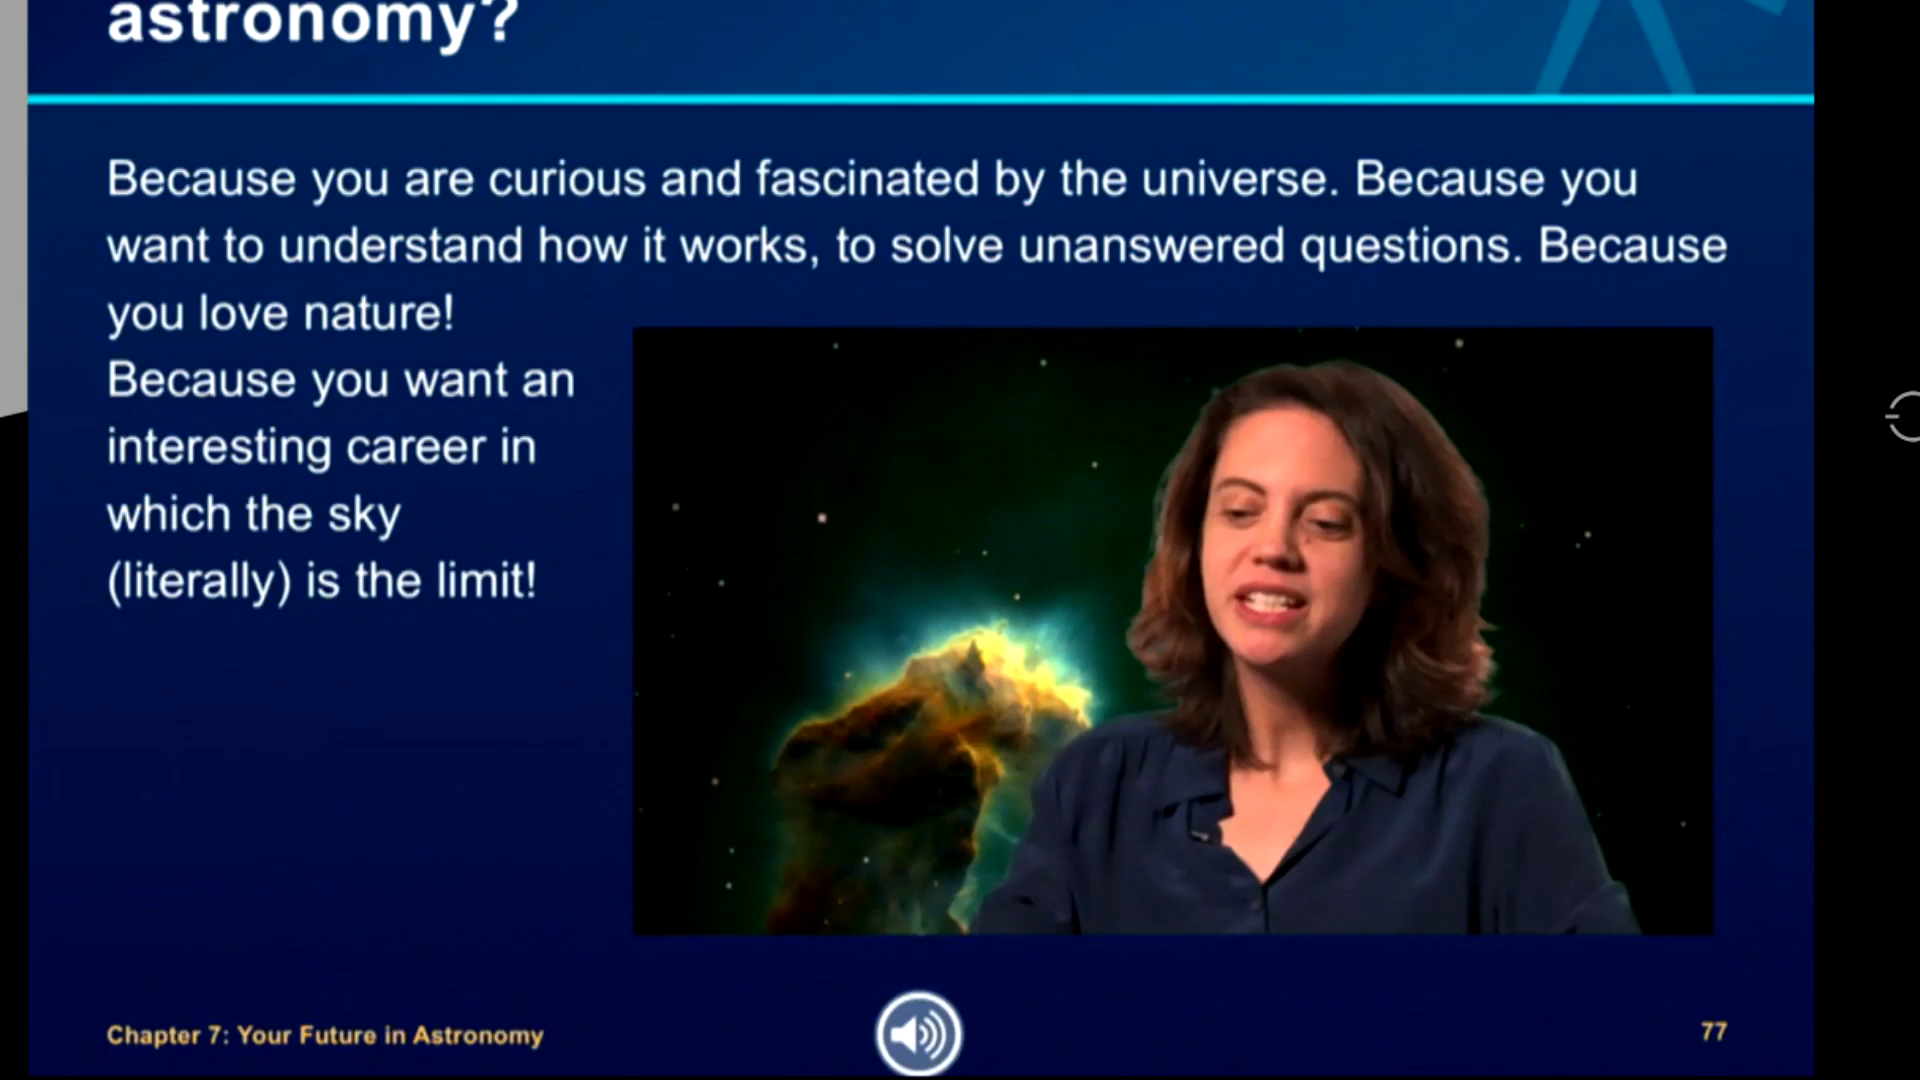 astronomy?
Because you are curious and fascinated by the universe. Because you
want to understand how it works, to solve unanswered questions. Because
you love nature!
Because you want an
interesting career in
which the sky
(literally) is the limit!
Chapter 7: Your Future in Astronomy
77